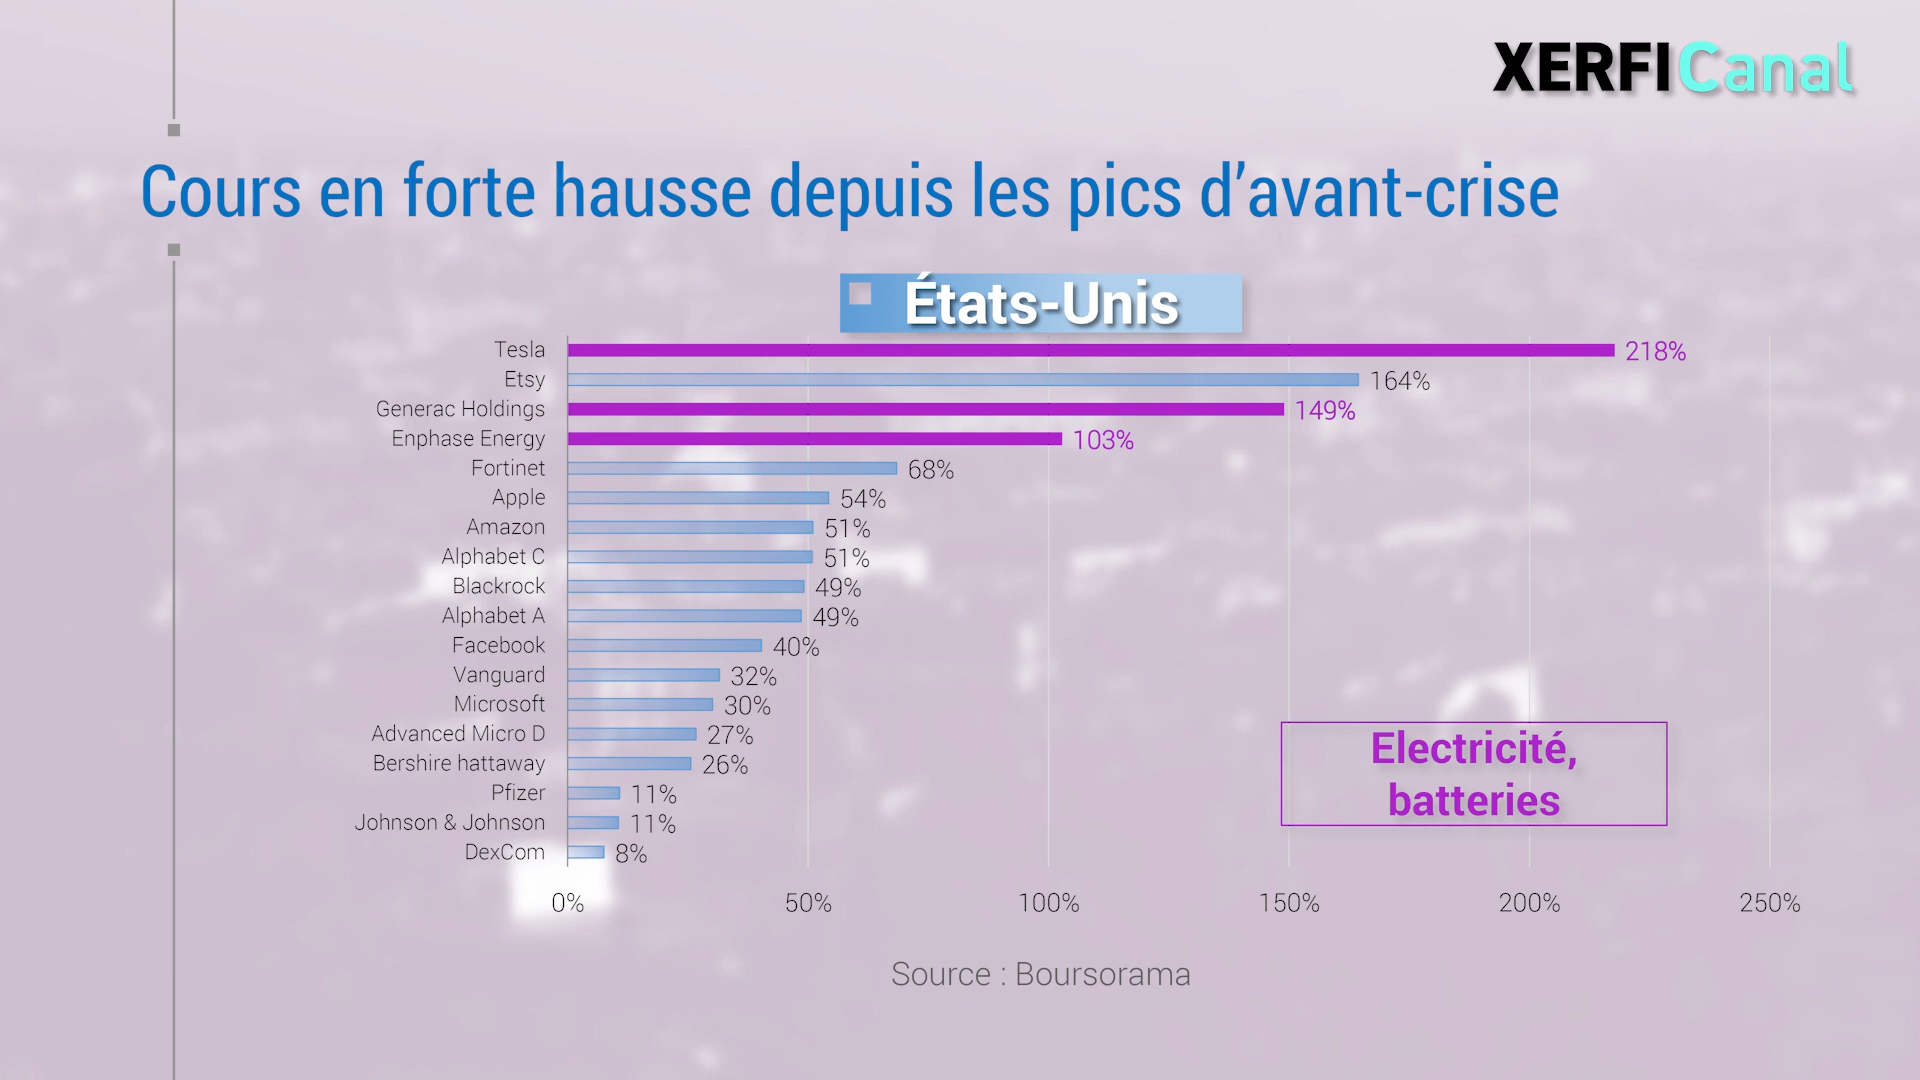 XERFI Canal
Cours en forte hausse depuis les pics d’avant-crise
États-Unis
Tesla 218%
Etsy 164%
Generac Holdings 149%
Enphase Energy 103%
Fortinet 68%
Apple 54%
Amazon 51%
Alphabet C 51%
Blackrock 49%
Alphabet A 49%
Facebook 40%
Vanguard 32%
Microsoft 30%
Advanced Micro D 27%
Bershire hattaway 26%
Pfizer 11%
Johnson & Johnson 11%
DexCom 8%
Electricité,
batteries
0% 50% 100% 150% 200% 250%
Source : Boursorama